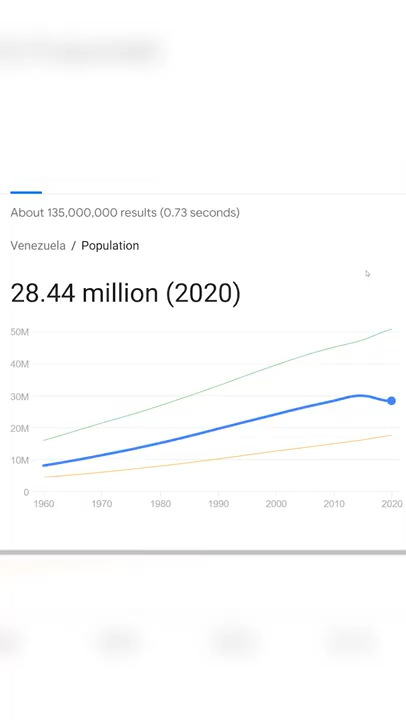 About 135,000,000 results (0.73 seconds)
Venezuela / Population
28.44 million (2020)
50M
40M
30M
20M
10M
0
1960 1970 1980 1990 2000 2010 2020